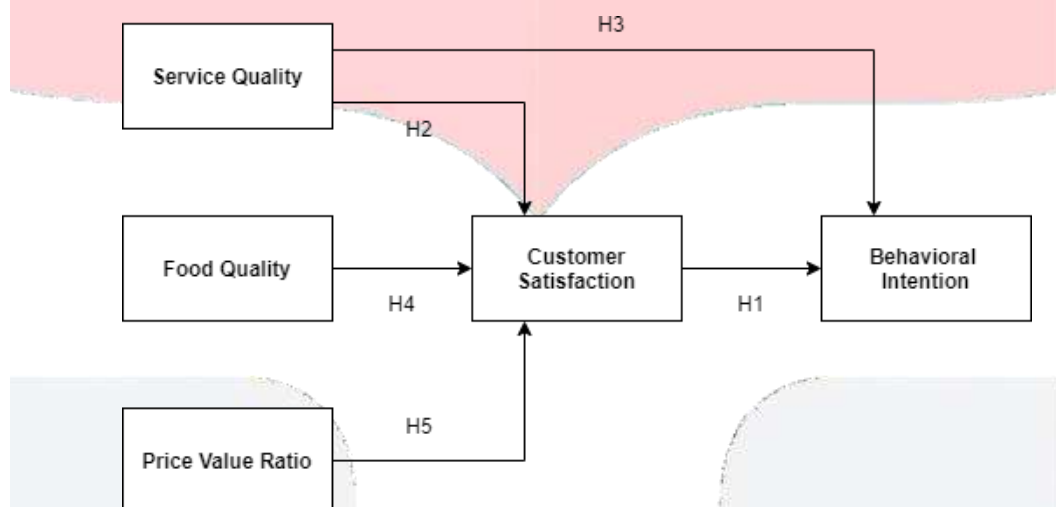 H3
Service Quality
H2
Food Quality
Customer
Satisfaction
Behavioral
Intention
H4
H1
H5
Price Value Ratio